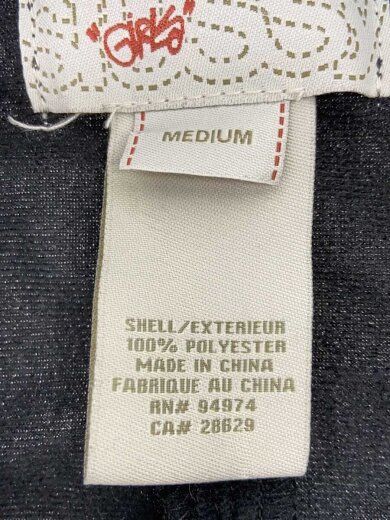 "GIRLS"
MEDIUM
SHELL/EXTERIEUR
100% POLYESTER
MADE IN CHINA
FABRIQUE AU CHINA
RN# 94974
CA# 28629